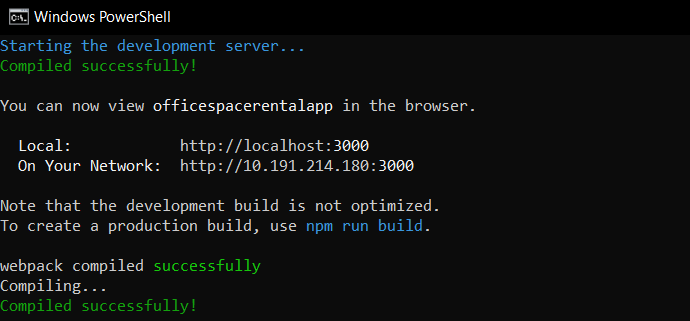 Windows PowerShell
Starting the development server...
Compiled successfully!
You can now view officespacerentalapp in the browser.
Local: http://localhost:3000
On Your Network: http://10.191.214.180:3000
Note that the development build is not optimized.
To create a production build, use npm run build.
webpack compiled successfully
Compiling...
Compiled successfully!